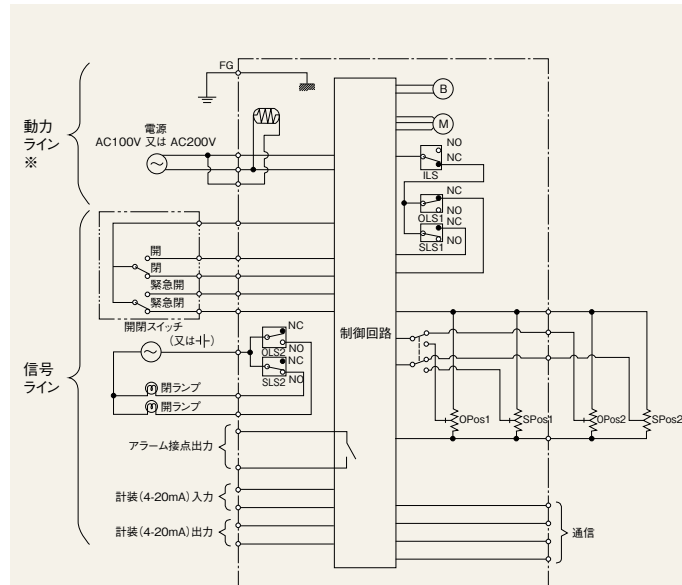 FG
動力
ライン
※
電源
AC100V 又は AC200V
B
M
NO
NC
ILS
NC
OLS1
NO
NC
SLS1
NO
開
閉
緊急開
緊急閉
開閉スイッチ
(又は)
制御回路
信号
ライン
NC
OLS2
NO
NC
SLS2
NO
閉ランプ
開ランプ
OPos1
SPos1
OPos2
SPos2
アラーム接点出力
計装(4-20mA)入力
計装(4-20mA)出力
通信